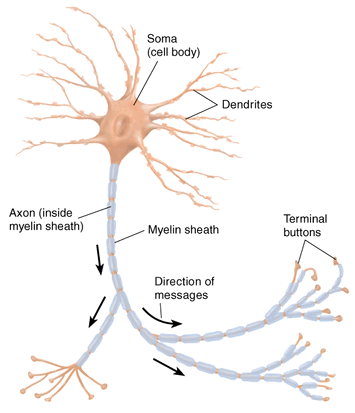 Soma
(cell body)
Dendrites
Axon (inside
myelin sheath)
Myelin sheath
Terminal
buttons
Direction of
messages